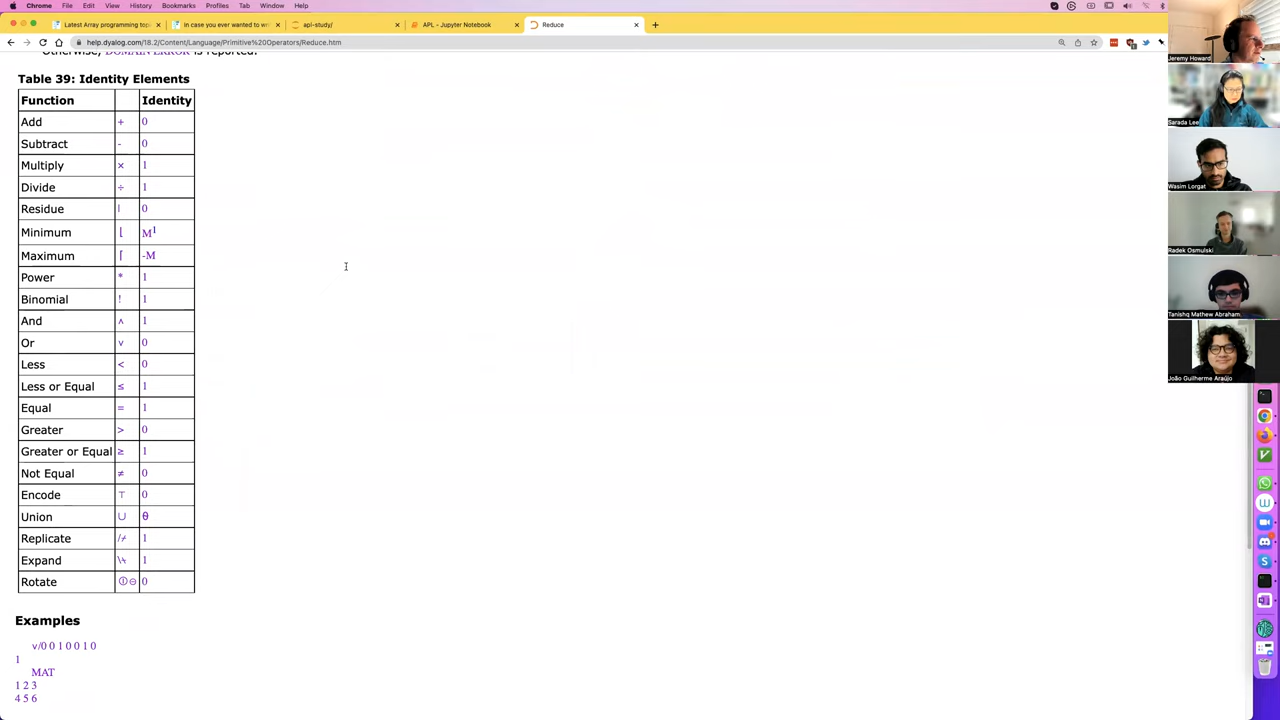 Chrome File Edit View History Bookmarks Profiles Tab Window Help
Latest Array programming top
in case you ever wanted to wr
apl-study/
APL - Jupyter Notebook
Reduce
help.dyalog.com/18.2/Content/Language/Primitive%20Operators/Reduce.htm
Otherwise, DOMAIN ERROR is reported.
Table 39: Identity Elements
Function Identity
Add + 0
Subtract - 0
Multiply × 1
Divide ÷ 1
Residue | 0
Minimum ⌊ M1
Maximum ⌈ -M
Power * 1
Binomial ! 1
And ∧ 1
Or ∨ 0
Less < 0
Less or Equal ≤ 1
Equal = 1
Greater > 0
Greater or Equal ≥ 1
Not Equal ≠ 0
Encode ⊤ 0
Union ∪ θ
Replicate /⌿ 1
Expand \⍀ 1
Rotate ⌽⊖ 0
Examples
∨/0 0 1 0 0 1 0
1
MAT
1 2 3
4 5 6
Jeremy Howard
Sarada Lee
Wasim Lorgat
Radek Osmulski
Tanishq Mathew Abraham
João Guilherme Araújo